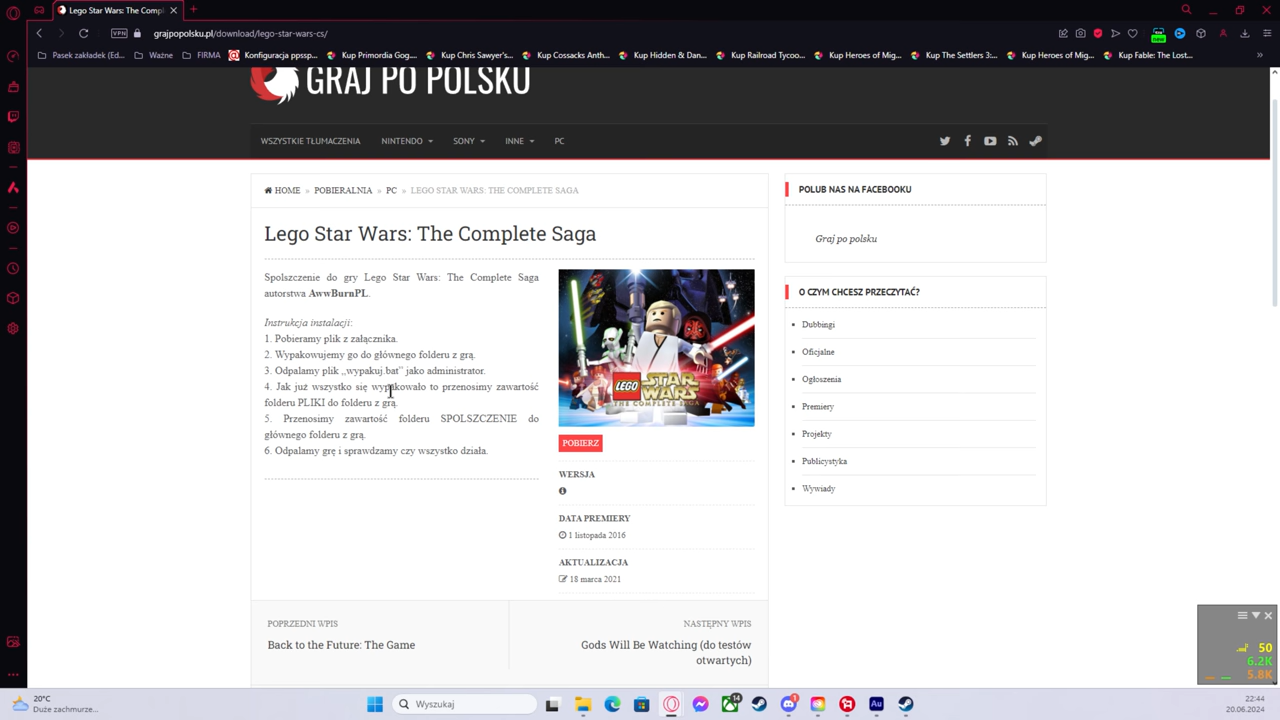 Lego Star Wars: The Compl
VPN
grajpopolsku.pl/download/lego-star-wars-cs/
new
Pasek zakładek (Ed...
Ważne
FIRMA
Konfiguracja ppssp...
Kup Primordia Gog....
Kup Chris Sawyer's...
Kup Cossacks Anth...
Kup Hidden & Dan...
Kup Railroad Tycoo...
Kup Heroes of Mig...
Kup The Settlers 3:...
Kup Heroes of Mig...
Kup Fable: The Lost...
»
GRAJ PO POLSKU
WSZYSTKIE TŁUMACZENIA
NINTENDO
SONY
INNE
PC
HOME » POBIERALNIA » PC » LEGO STAR WARS: THE COMPLETE SAGA
Lego Star Wars: The Complete Saga
Spolszczenie do gry Lego Star Wars: The Complete Saga
autorstwa AwwBurnPL.
Instrukcja instalacji:
1. Pobieramy plik z załącznika.
2. Wypakowujemy go do głównego folderu z grą.
3. Odpalamy plik ,,wypakuj.bat" jako administrator.
4. Jak już wszystko się wypakowało to przenosimy zawartość
folderu PLIKI do folderu z grą.
5. Przenosimy zawartość folderu SPOLSZCZENIE do
głównego folderu z grą.
6. Odpalamy grę i sprawdzamy czy wszystko działa.
LEGO
STAR
WARS
THE COMPLETE SAGA
POBIERZ
WERSJA
DATA PREMIERY
1 listopada 2016
AKTUALIZACJA
18 marca 2021
POLUB NAS NA FACEBOOKU
Graj po polsku
O CZYM CHCESZ PRZECZYTAĆ?
Dubbingi
Oficjalne
Ogłoszenia
Premiery
Projekty
Publicystyka
Wywiady
POPRZEDNI WPIS
Back to the Future: The Game
NASTĘPNY WPIS
Gods Will Be Watching (do testów
otwartych)
50
6.2K
5.8K
20°C
Duże zachmurze...
Wyszukaj
14
1
Au
22:44
20.06.2024